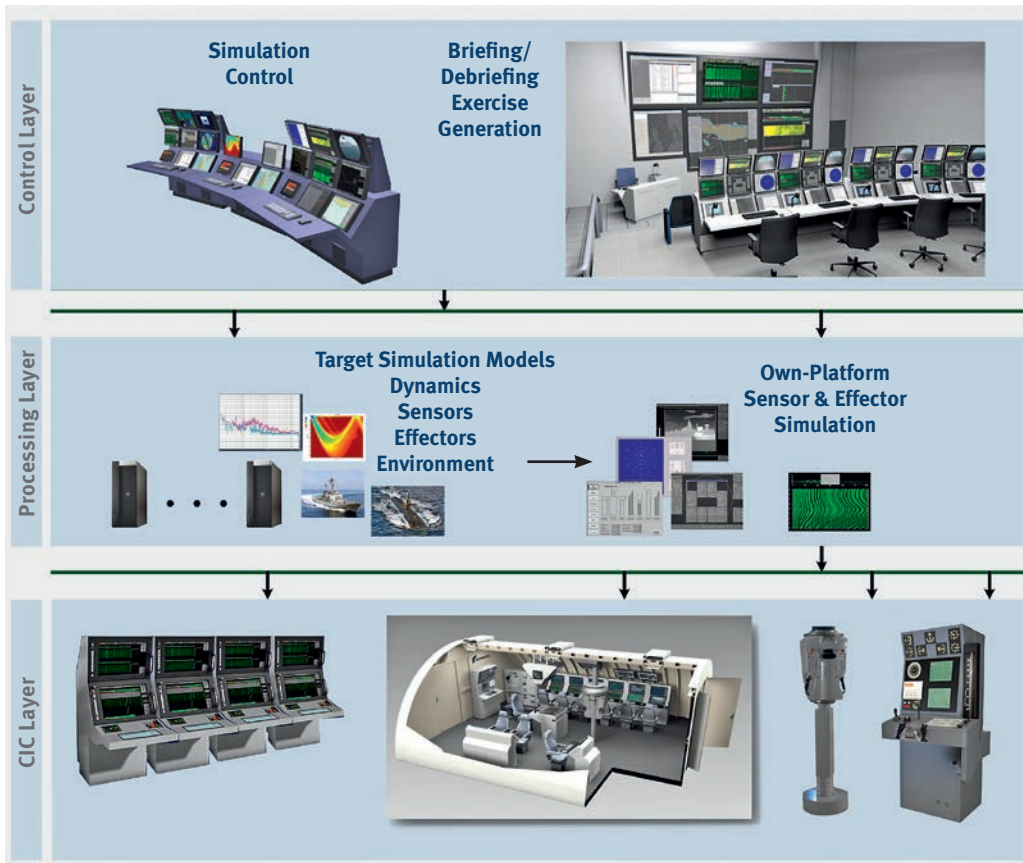 Control Layer
Simulation
Control
Briefing/
Debriefing
Exercise
Generation
Processing Layer
Target Simulation Models
Dynamics
Sensors
Effectors
Environment
Own-Platform
Sensor & Effector
Simulation
CIC Layer